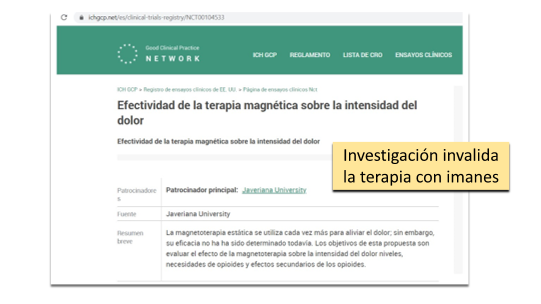 ichgcp.net/es/clinical-trials-registry/NCT00104533
Good Clinical Practice
NETWORK
ICH GCP REGLAMENTO LISTA DE CRO ENSAYOS CLÍNICOS
ICH GCP » Registro de ensayos clínicos de EE. UU. » Página de ensayos clínicos Nct
Efectividad de la terapia magnética sobre la intensidad del
dolor
Efectividad de la terapia magnética sobre la intensidad del dolor
Investigación invalida
la terapia con imanes
Patrocinadore
s
Patrocinador principal: Javeriana University
Fuente Javeriana University
Resumen
breve
La magnetoterapia estática se utiliza cada vez más para aliviar el dolor; sin embargo,
su eficacia no ha sido determinado todavía. Los objetivos de esta propuesta son
evaluar el efecto de la magnetoterapia sobre la intensidad del dolor niveles,
necesidades de opioides y efectos secundarios de los opioides.